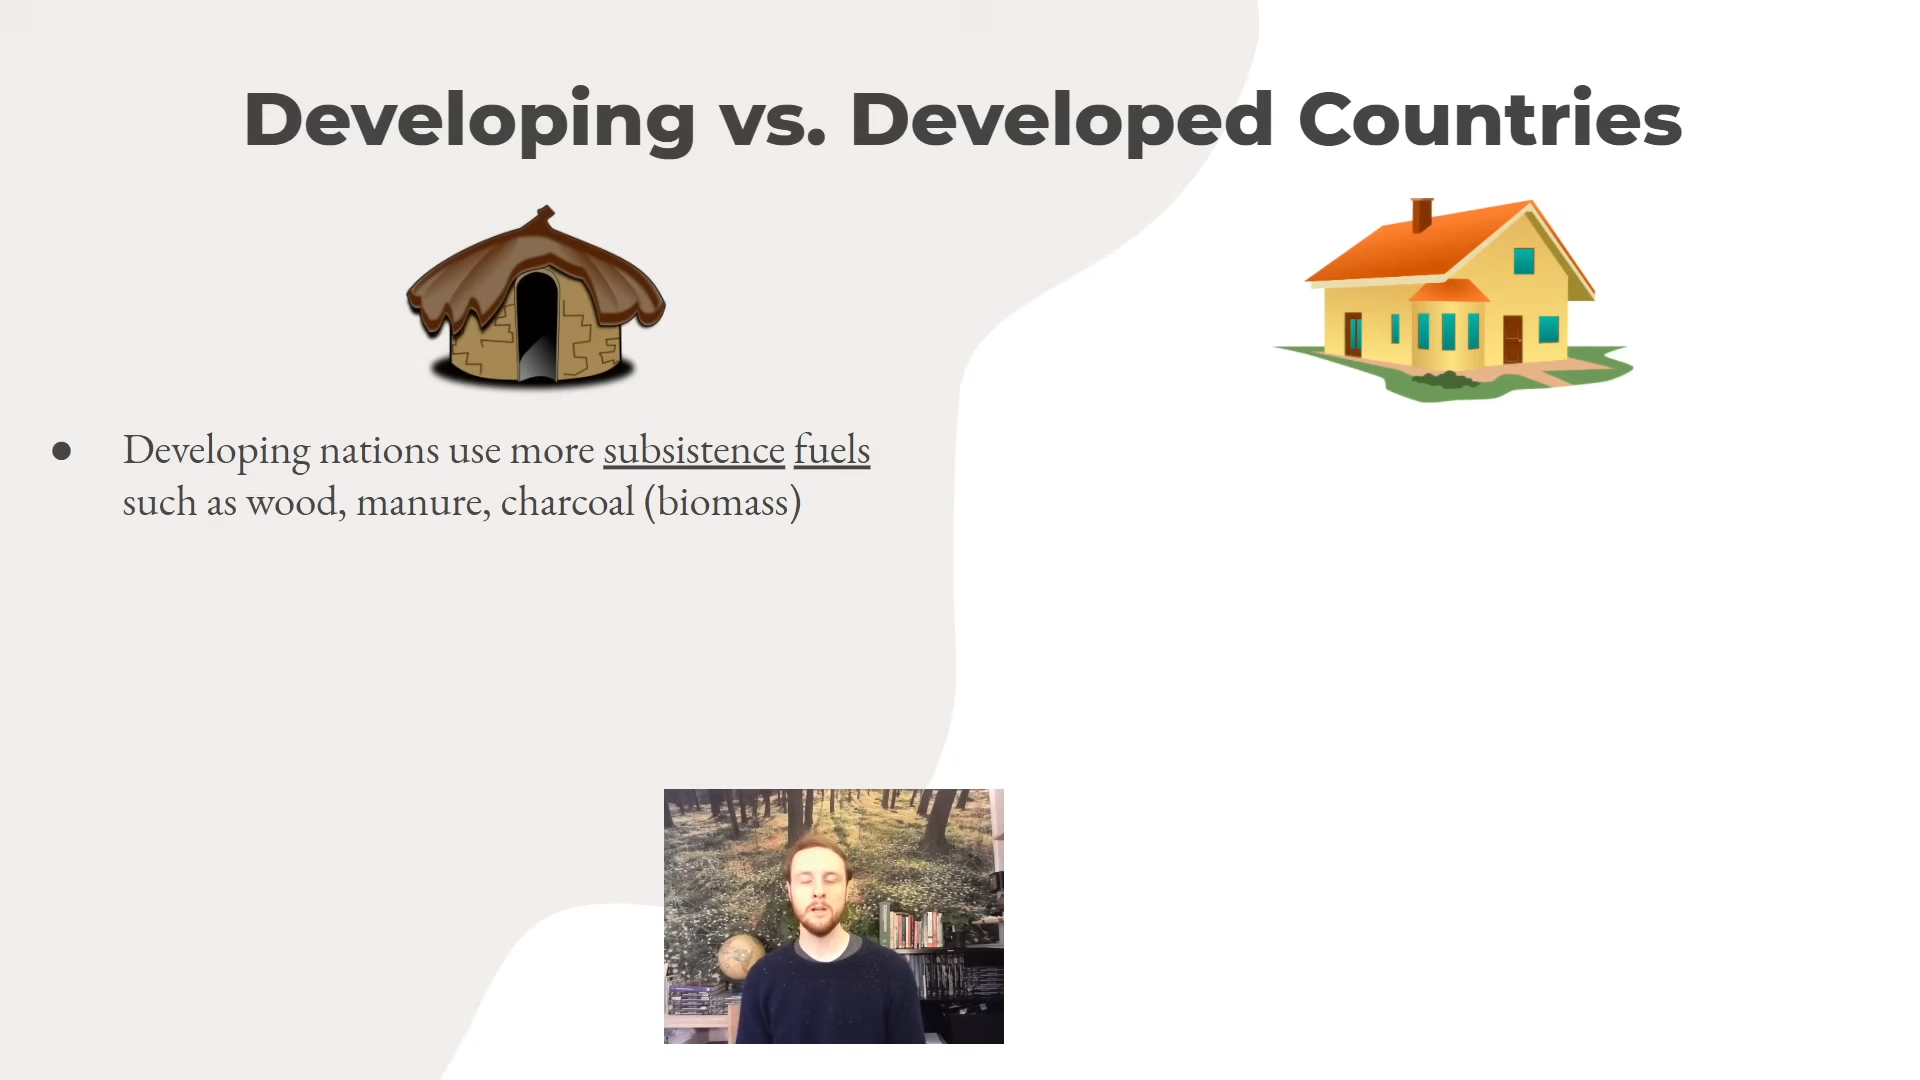 Developing vs. Developed Countries
● Developing nations use more subsistence fuels
such as wood, manure, charcoal (biomass)